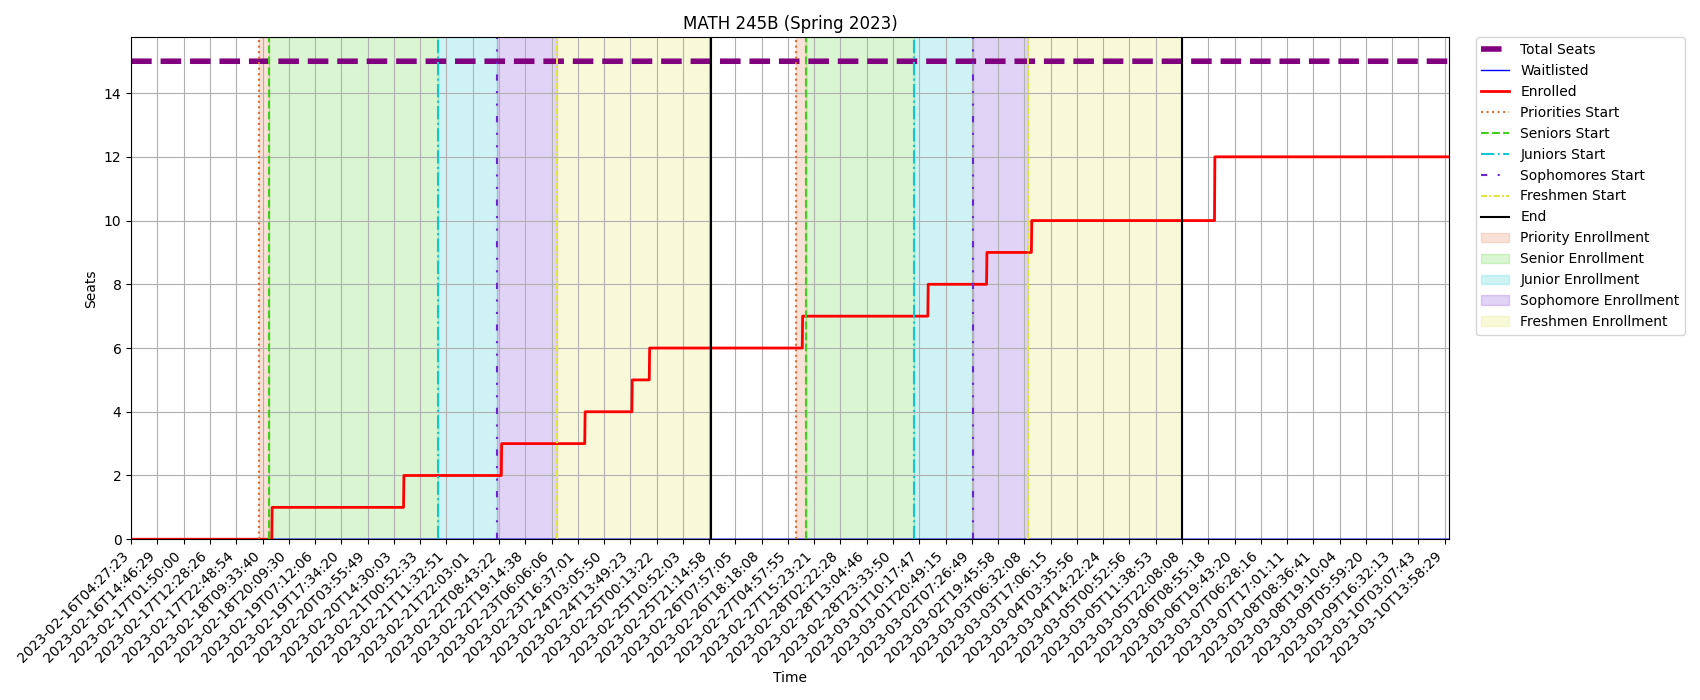 MATH 245B (Spring 2023)
Seats
14
12
10
8
6
4
2
0
2023-02-16T04:27:23
2023-02-16T14:46:29
2023-02-17T01:50:00
2023-02-17T12:28:26
2023-02-17T22:48:54
2023-02-18T09:33:40
2023-02-18T20:09:30
2023-02-19T07:12:06
2023-02-19T17:34:20
2023-02-20T03:55:49
2023-02-20T14:30:03
2023-02-21T00:52:33
2023-02-21T11:32:51
2023-02-21T22:03:01
2023-02-22T08:43:22
2023-02-22T19:14:38
2023-02-23T06:06:06
2023-02-23T16:37:01
2023-02-24T03:05:50
2023-02-24T13:49:23
2023-02-25T00:13:22
2023-02-25T10:52:03
2023-02-25T21:14:58
2023-02-26T07:57:05
2023-02-26T18:18:08
2023-02-27T04:57:55
2023-02-27T15:23:21
2023-02-28T02:22:28
2023-02-28T13:04:46
2023-02-28T23:33:50
2023-03-01T10:17:47
2023-03-01T20:49:15
2023-03-02T07:26:49
2023-03-02T19:45:58
2023-03-03T06:32:08
2023-03-03T17:06:15
2023-03-04T03:35:56
2023-03-04T14:22:24
2023-03-05T00:52:56
2023-03-05T11:38:53
2023-03-05T22:08:08
2023-03-06T08:55:18
2023-03-06T19:43:20
2023-03-07T06:28:16
2023-03-07T17:01:11
2023-03-08T08:36:41
2023-03-08T19:10:04
2023-03-09T05:59:20
2023-03-09T16:32:13
2023-03-10T03:07:43
2023-03-10T13:58:29
Time
Total Seats
Waitlisted
Enrolled
Priorities Start
Seniors Start
Juniors Start
Sophomores Start
Freshmen Start
End
Priority Enrollment
Senior Enrollment
Junior Enrollment
Sophomore Enrollment
Freshmen Enrollment